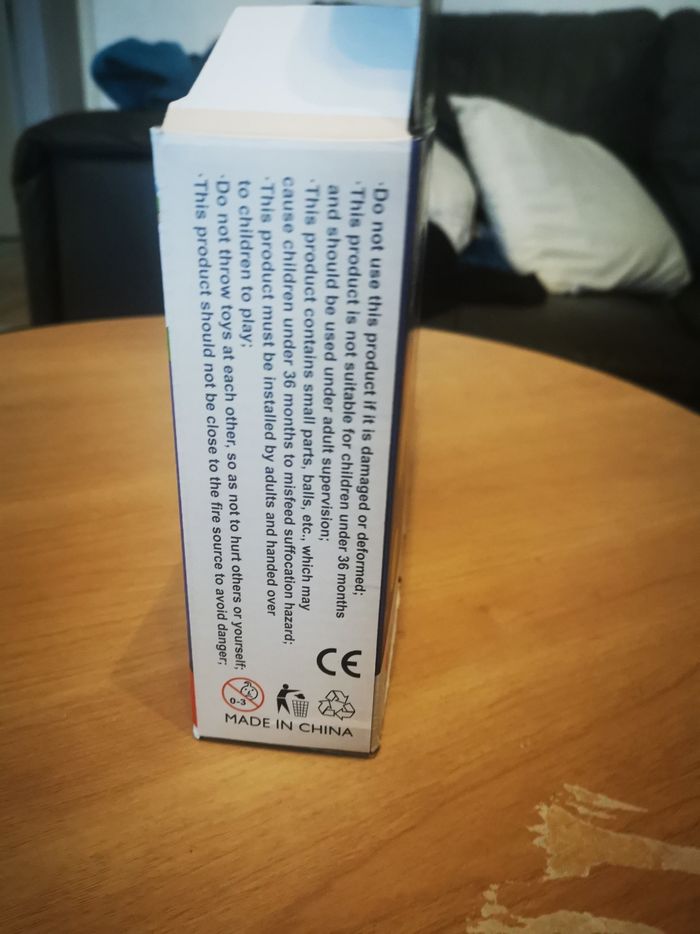 ·Do not use this product if it is damaged or deformed;
·This product is not suitable for children under 36 months
and should be used under adult supervision;
·This product contains small parts, balls, etc., which may
cause children under 36 months to misfeed suffocation hazard;
·This product must be installed by adults and handed over
to children to play;
·Do not throw toys at each other, so as not to hurt others or yourself;
·This product should not be close to the fire source to avoid danger;
CE
0-3
MADE IN CHINA